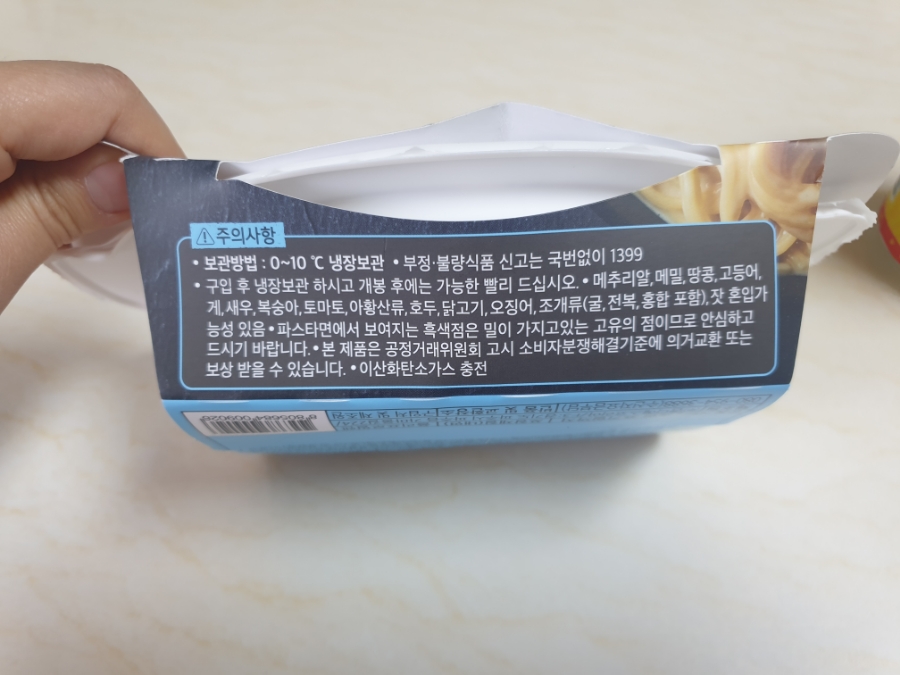 주의사항
• 보관방법 : 0~10 ℃ 냉장보관 • 부정·불량식품 신고는 국번없이 1399
• 구입 후 냉장보관 하시고 개봉 후에는 가능한 빨리 드십시오. • 메추리알, 메밀, 땅콩, 고등어,
게, 새우, 복숭아, 토마토, 아황산류, 호두, 닭고기, 오징어, 조개류(굴, 전복, 홍합 포함), 잣 혼입가
능성 있음 • 파스타면에서 보여지는 흑색점은 밀이 가지고있는 고유의 점이므로 안심하고
드시기 바랍니다. • 본 제품은 공정거래위원회 고시 소비자분쟁해결기준에 의거교환 또는
보상 받을 수 있습니다. • 이산화탄소가스 충전